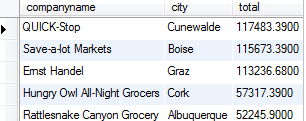 companyname city total
QUICK-Stop Cunewalde 117483.3900
Save-a-lot Markets Boise 115673.3900
Ernst Handel Graz 113236.6800
Hungry Owl All-Night Grocers Cork 57317.3900
Rattlesnake Canyon Grocery Albuquerque 52245.9000